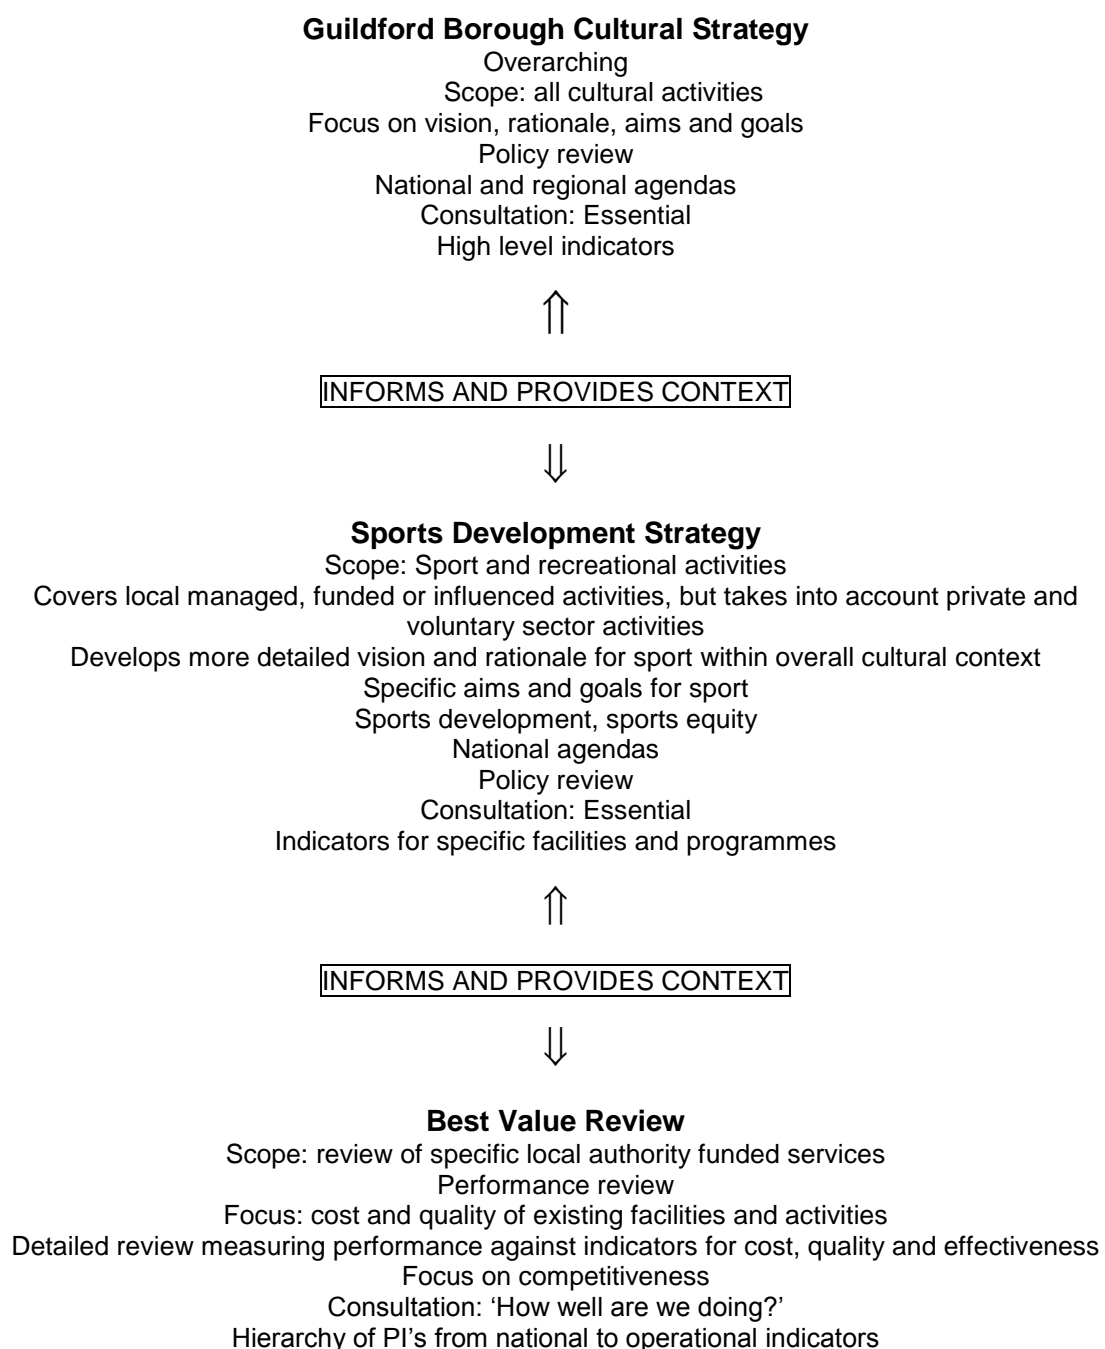 Guildford Borough Cultural Strategy
Overarching
Scope: all cultural activities
Focus on vision, rationale, aims and goals
Policy review
National and regional agendas
Consultation: Essential
High level indicators
⇑
INFORMS AND PROVIDES CONTEXT
⇓
Sports Development Strategy
Scope: Sport and recreational activities
Covers local managed, funded or influenced activities, but takes into account private and
voluntary sector activities
Develops more detailed vision and rationale for sport within overall cultural context
Specific aims and goals for sport
Sports development, sports equity
National agendas
Policy review
Consultation: Essential
Indicators for specific facilities and programmes
⇑
INFORMS AND PROVIDES CONTEXT
⇓
Best Value Review
Scope: review of specific local authority funded services
Performance review
Focus: cost and quality of existing facilities and activities
Detailed review measuring performance against indicators for cost, quality and effectiveness
Focus on competitiveness
Consultation: ‘How well are we doing?’
Hierarchy of PI’s from national to operational indicators